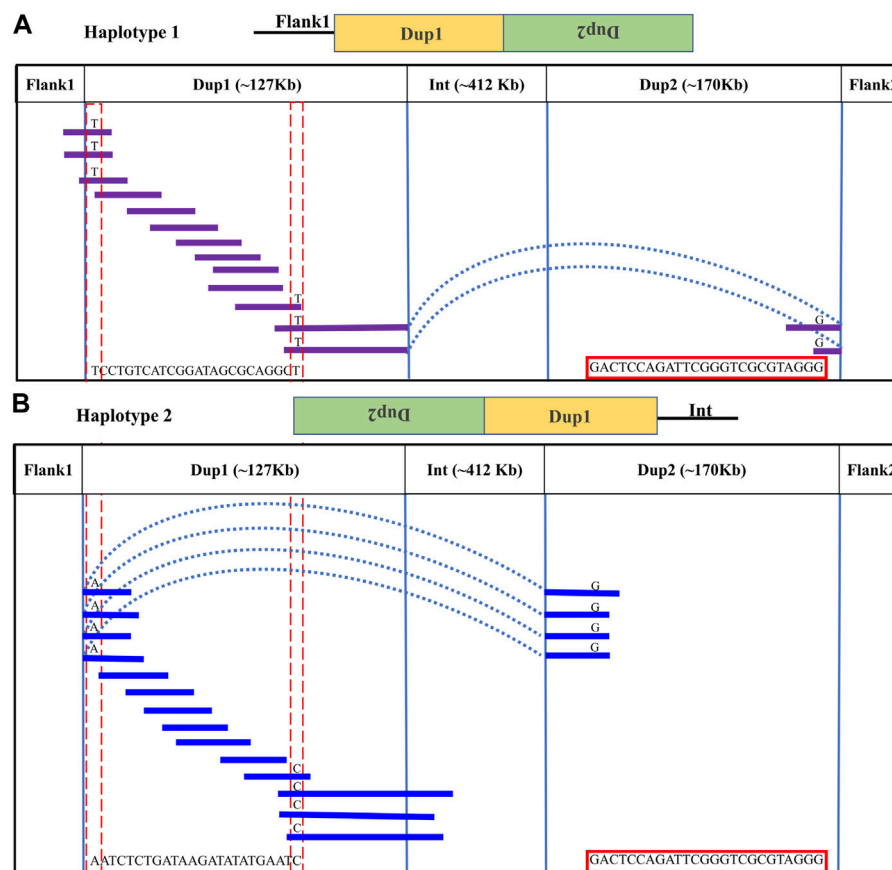 A
Haplotype 1
Flank1
Dup1
Dup2
Flank1
Dup1 (~127Kb)
Int (~412 Kb)
Dup2 (~170Kb)
T
T
T
T
T
T
G
G
TCCTGTCATCGGATAGCGCAGGCT
GACTCCAGATTCGGGTCGCGTAGGG
B
Haplotype 2
Dup2
Dup1
Int
Flank1
Dup1 (~127Kb)
Int (~412 Kb)
Dup2 (~170Kb)
Flank2
A
G
A
G
A
G
A
G
C
C
C
C
AATCTCTGATAAGATATATGAATC
GACTCCAGATTCGGGTCGCGTAGGG